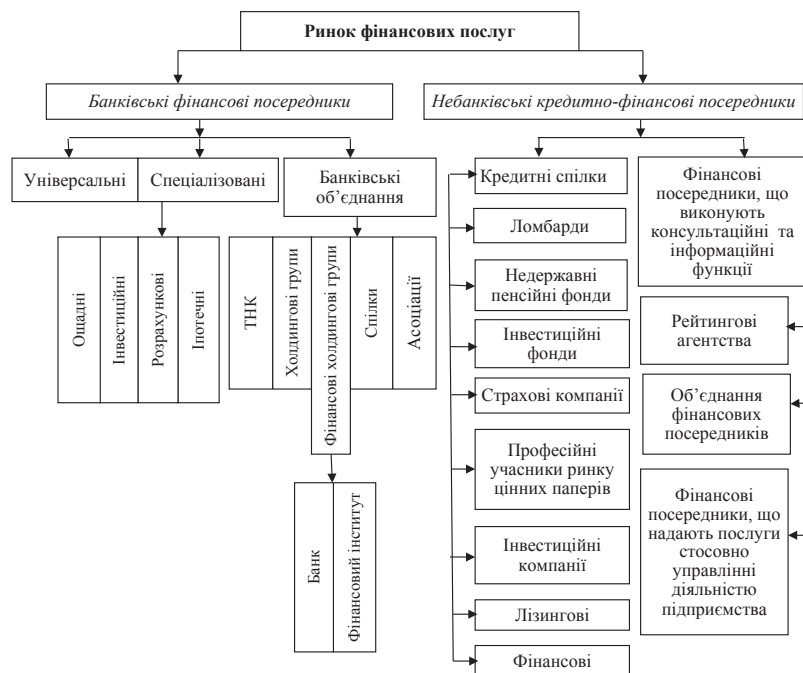 Ринок фінансових послуг
Банківські фінансові посередники
Небанківські кредитно-фінансові посередники
Універсальні
Спеціалізовані
Банківські
об’єднання
Ощадні
Інвестиційні
Розрахункові
Іпотечні
ТНК
Холдингові групи
Фінансові холдингові групи
Спілки
Асоціації
Банк
Фінансовий інститут
Кредитні спілки
Ломбарди
Недержавні
пенсійні фонди
Інвестиційні
фонди
Страхові компанії
Професійні
учасники ринку
цінних паперів
Інвестиційні
компанії
Лізингові
Фінансові
Фінансові
посередники, що
виконують
консультаційні та
інформаційні
функції
Рейтингові
агентства
Об’єднання
фінансових
посередників
Фінансові
посередники, що
надають послуги
стосовно
управлінні
діяльністю
підприємства